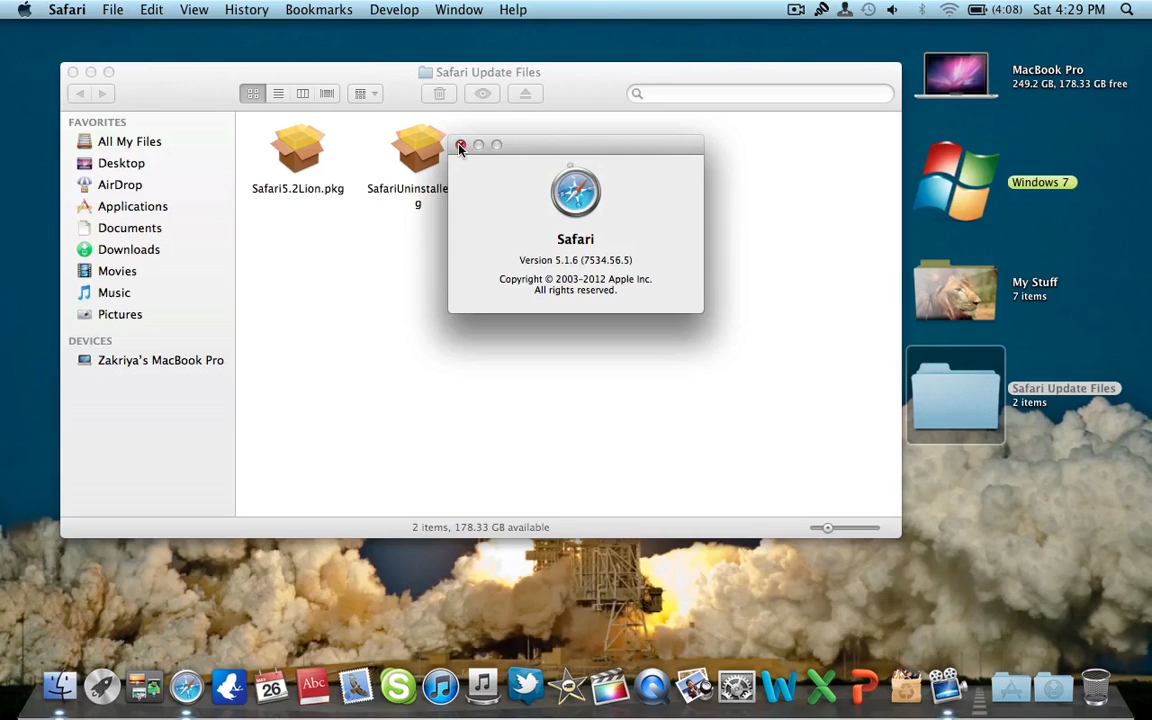 Safari File Edit View History Bookmarks Develop Window Help (4:08) Sat 4:29 PM
Safari Update Files
FAVORITES
All My Files
Desktop
AirDrop
Applications
Documents
Downloads
Movies
Music
Pictures
DEVICES
Zakriya's MacBook Pro
Safari5.2Lion.pkg
SafariUninstalle
g
Safari
Version 5.1.6 (7534.56.5)
Copyright © 2003-2012 Apple Inc.
All rights reserved.
2 items, 178.33 GB available
MacBook Pro
249.2 GB, 178.33 GB free
Windows 7
My Stuff
7 items
Safari Update Files
2 items
26
Abc